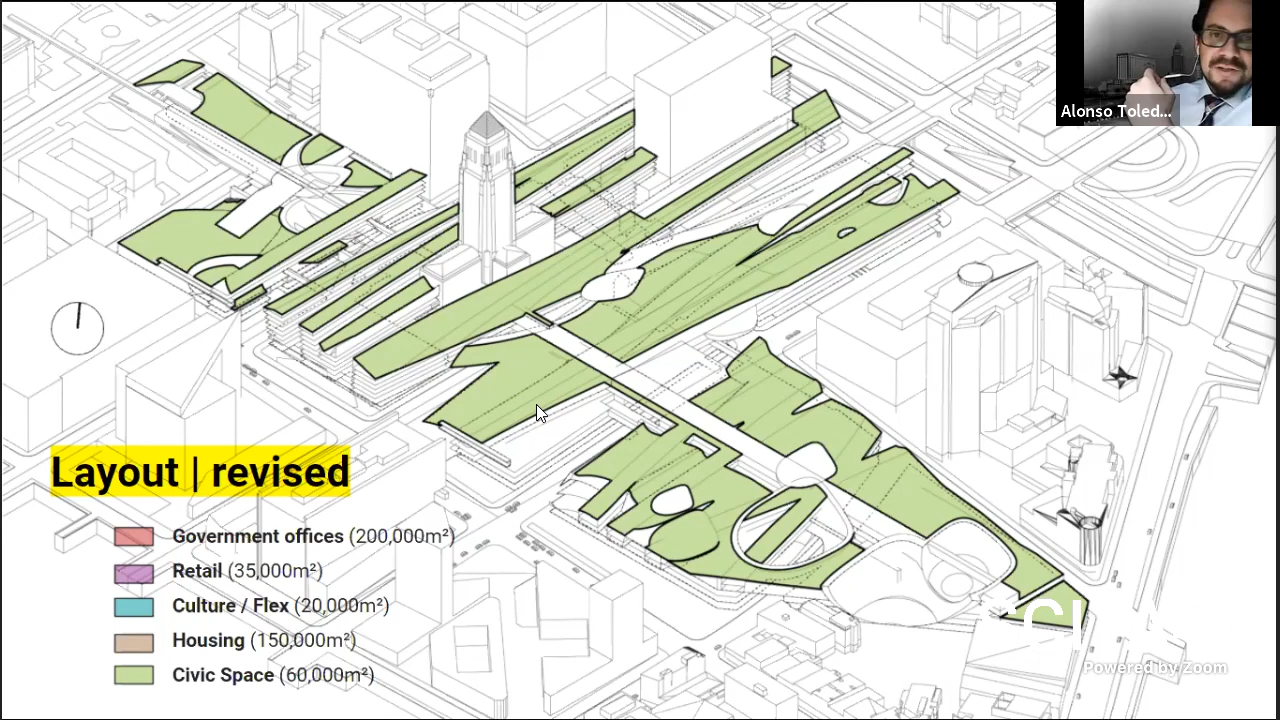 Alonso Toled...
Layout | revised
Government offices (200,000m²)
Retail (35,000m²)
Culture / Flex (20,000m²)
Housing (150,000m²)
Civic Space (60,000m²)
Powered by Zoom